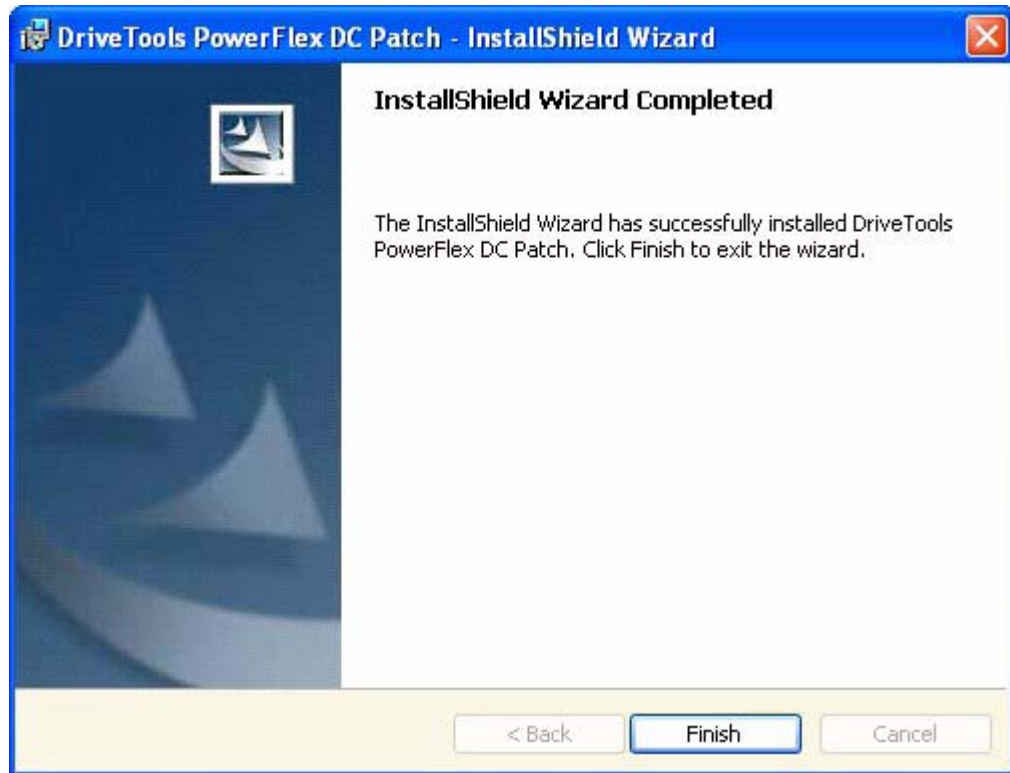 DriveTools PowerFlex DC Patch - InstallShield Wizard
InstallShield Wizard Completed
The InstallShield Wizard has successfully installed DriveTools
PowerFlex DC Patch. Click Finish to exit the wizard.
< Back Finish Cancel